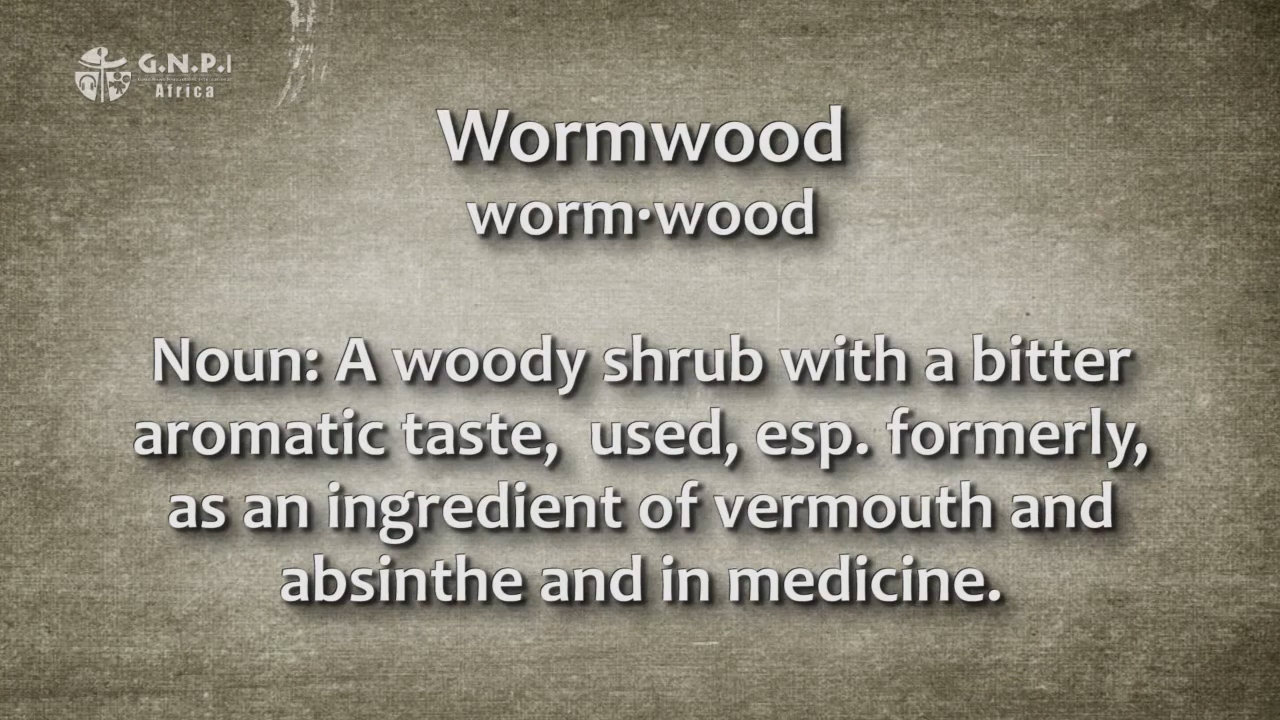 G.N.P.I
Africa
Wormwood
worm·wood
Noun: A woody shrub with a bitter
aromatic taste,  used, esp. formerly,
as an ingredient of vermouth and
absinthe and in medicine.